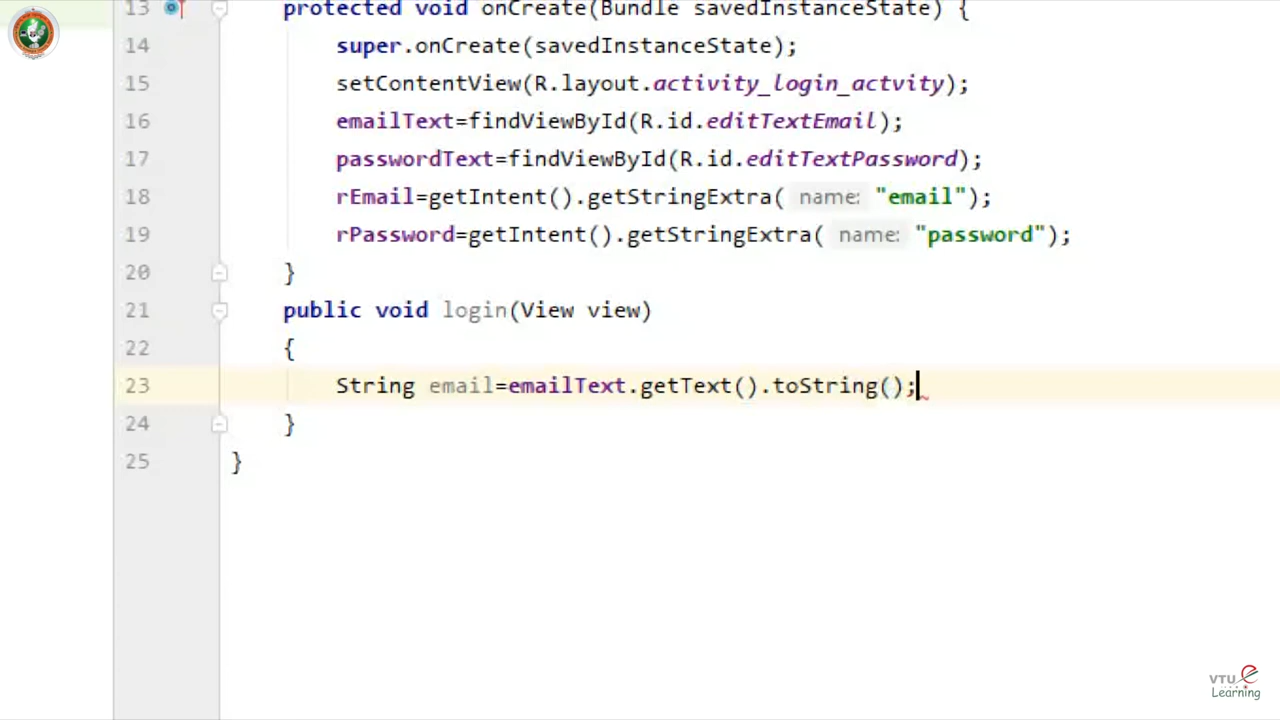 13 protected void onCreate(Bundle savedInstanceState) {
14 super.onCreate(savedInstanceState);
15 setContentView(R.layout.activity_login_actvity);
16 emailText=findViewById(R.id.editTextEmail);
17 passwordText=findViewById(R.id.editTextPassword);
18 rEmail=getIntent().getStringExtra( name: "email");
19 rPassword=getIntent().getStringExtra( name: "password");
20 }
21 public void login(View view)
22 {
23 String email=emailText.getText().toString();
24 }
25 }
VTU e
Learning